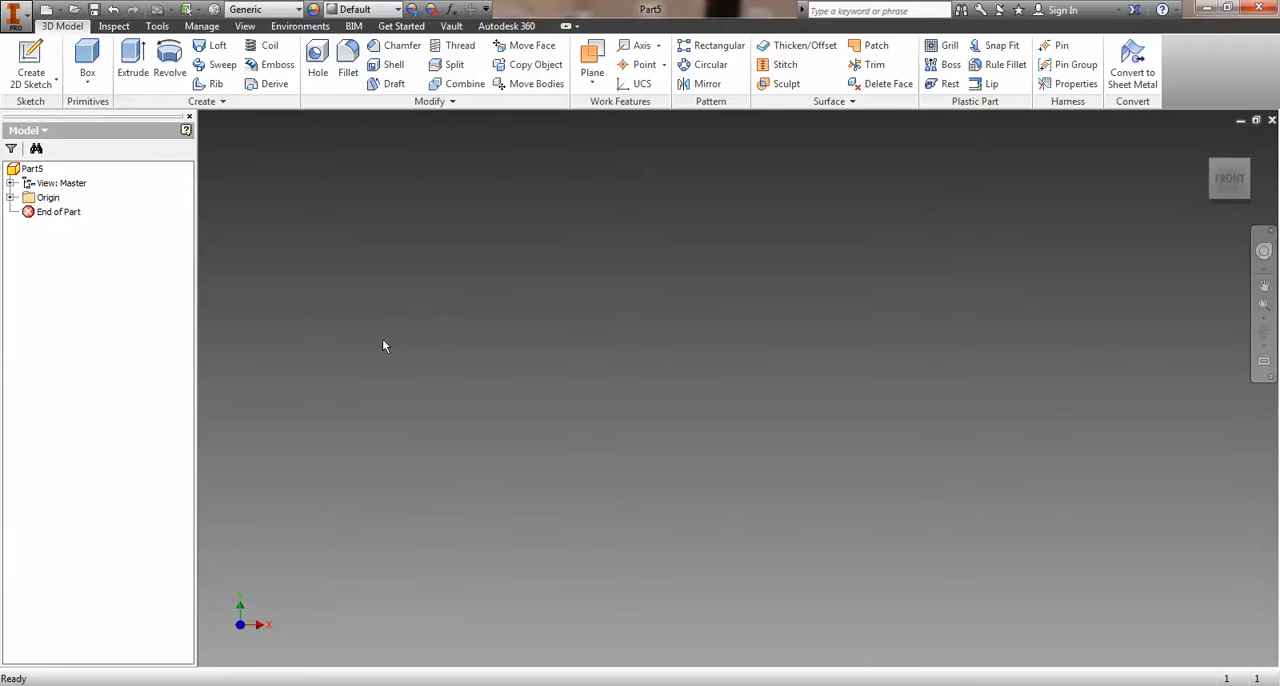 PRO Generic Default Part5 Type a keyword or phrase Sign In
3D Model Inspect Tools Manage View Environments BIM Get Started Vault Autodesk 360
Create 2D Sketch Box Extrude Revolve Loft Coil Hole Fillet Chamfer Thread Move Face Plane Axis Rectangular Thicken/Offset Patch Grill Snap Fit Pin Convert to Sheet Metal
Sweep Emboss Shell Split Copy Object Point Circular Stitch Trim Boss Rule Fillet Pin Group
Rib Derive Draft Combine Move Bodies UCS Mirror Sculpt Delete Face Rest Lip Properties
Sketch Primitives Create Modify Work Features Pattern Surface Plastic Part Harness Convert
Model
Part5
View: Master
Origin
End of Part
FRONT
X
Ready 1 1